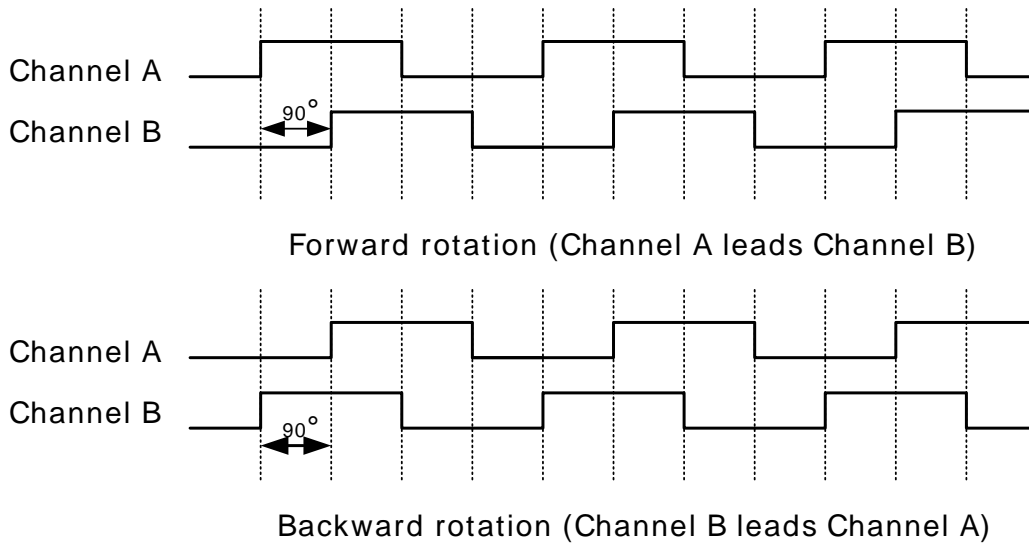 Channel A
90°
Channel B
Forward rotation (Channel A leads Channel B)
Channel A
Channel B
90°
Backward rotation (Channel B leads Channel A)